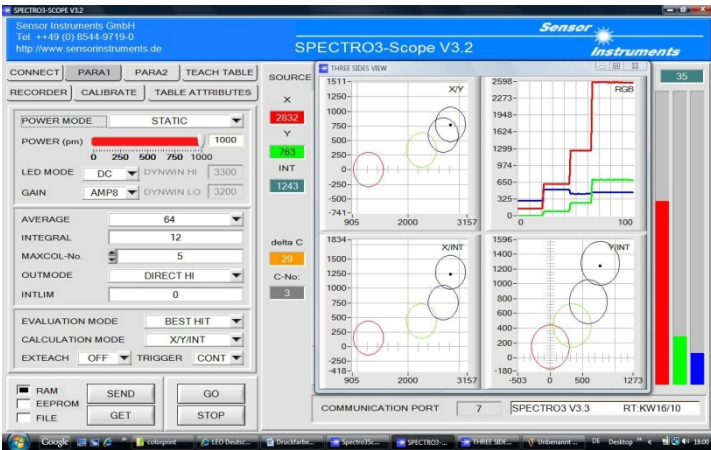 SPECTRO3-SCOPE V3.2
Sensor Instruments GmbH
Tel. ++49 (0) 8544-9719-0
http://www.sensorinstruments.de
SPECTRO3-Scope V3.2
Sensor
Instruments
CONNECT PARA1 PARA2 TEACH TABLE
RECORDER CALIBRATE TABLE ATTRIBUTES
POWER MODE STATIC
POWER (pm) 1000
0 250 500 750 1000
LED MODE DC DYNWIN HI 3300
GAIN AMP8 DYNWIN LO 3200
AVERAGE 64
INTEGRAL 12
MAXCOL-No. 5
OUTMODE DIRECT HI
INTLIM 0
EVALUATION MODE BEST HIT
CALCULATION MODE X/Y/INT
EXTEACH OFF TRIGGER CONT
RAM
EEPROM
FILE
SEND GO
GET STOP
SOURCE
X
2832
Y
763
INT
1243
delta C
29
C-No:
3
THREE SIDES VIEW
X/Y
1511
1250
1000
750
500
250
0
-250
-500
-741
905 2000 3157
RGB
2598
2273
1948
1624
1299
974
650
325
0
0 100
X/INT
1834
1500
1250
1000
750
500
250
0
-250
-418
905 2000 3157
Y/INT
1596
1400
1200
1000
800
600
400
200
0
-180
-503 0 500 1273
35
COMMUNICATION PORT 7 SPECTRO3 V3.3 RT:KW16/10
Google colorprint LEO Deutsc... Druckfarbe... Spectro3Sc... SPECTRO3-... THREE SIDE... Unbenannt ... DE Desktop 18:00